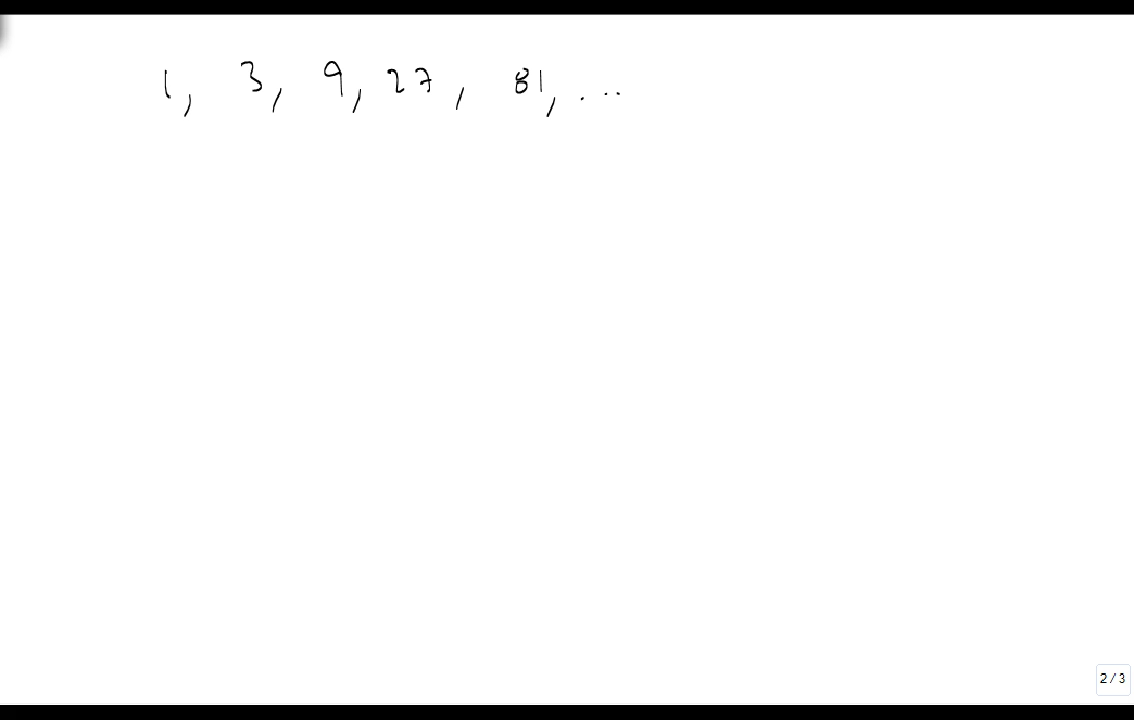 1, 3, 9, 27, 81, ...
2/3